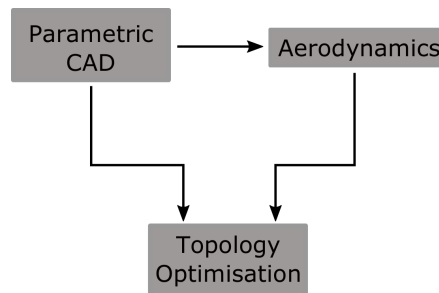 Parametric
CAD
Aerodynamics
Topology
Optimisation